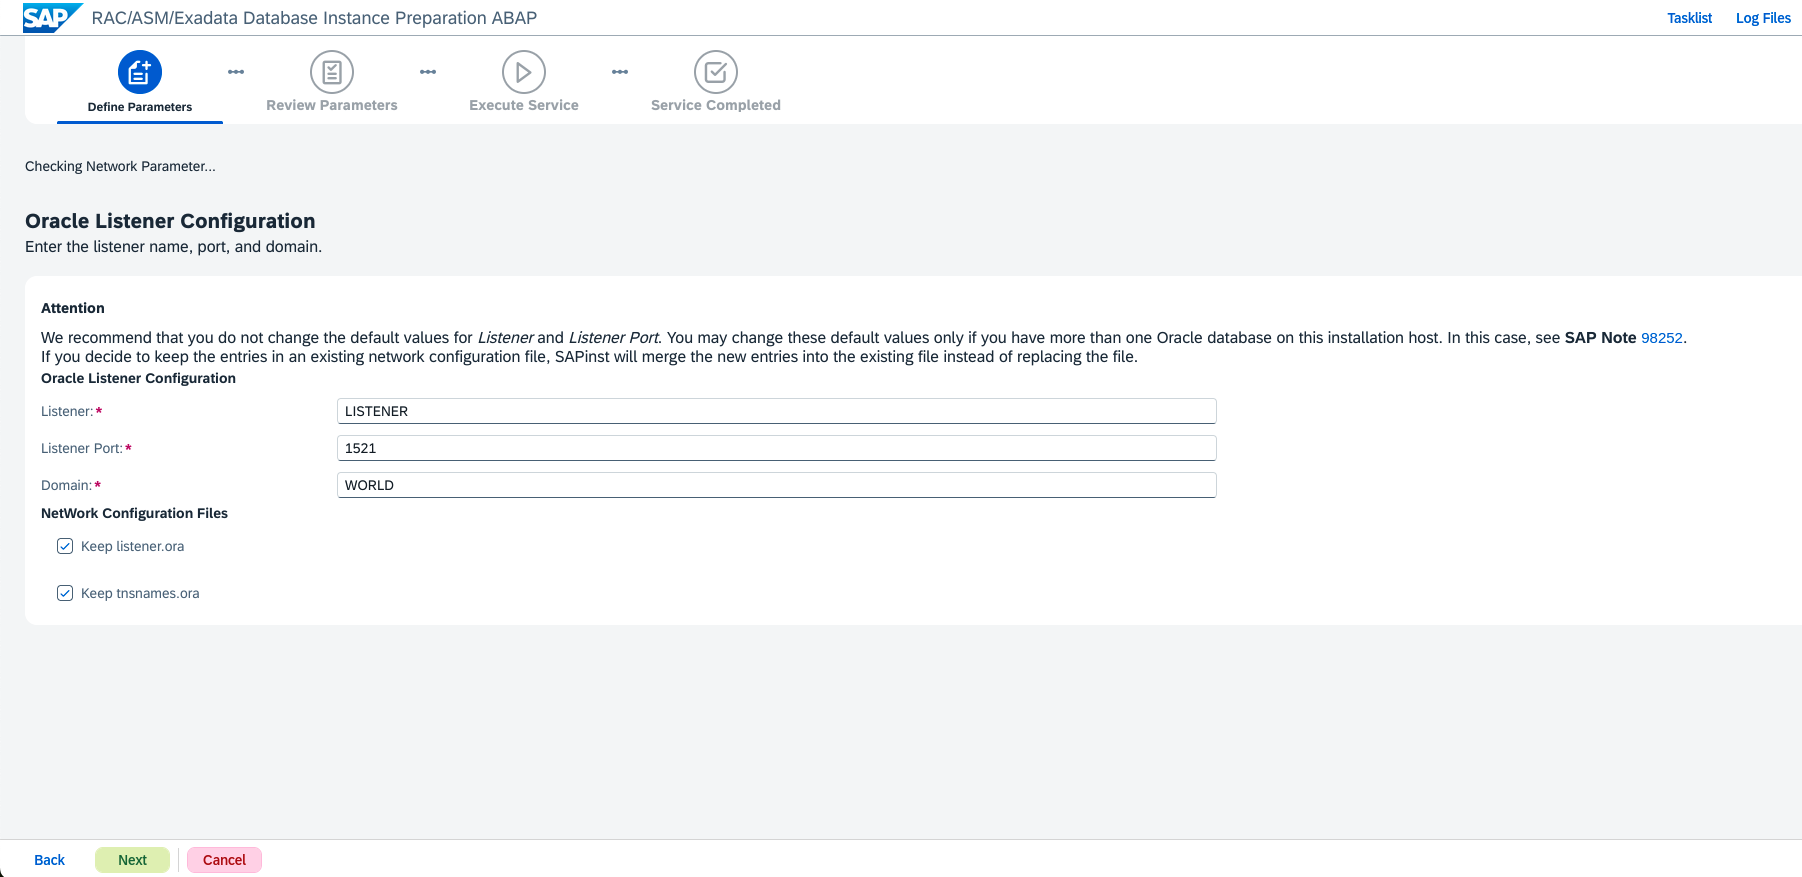 SAP RAC/ASM/Exadata Database Instance Preparation ABAP Tasklist Log Files
Define Parameters Review Parameters Execute Service Service Completed
Checking Network Parameter...
Oracle Listener Configuration
Enter the listener name, port, and domain.
Attention
We recommend that you do not change the default values for Listener and Listener Port. You may change these default values only if you have more than one Oracle database on this installation host. In this case, see SAP Note 98252.
If you decide to keep the entries in an existing network configuration file, SAPinst will merge the new entries into the existing file instead of replacing the file.
Oracle Listener Configuration
Listener:* LISTENER
Listener Port:* 1521
Domain:* WORLD
NetWork Configuration Files
Keep listener.ora
Keep tnsnames.ora
Back Next Cancel